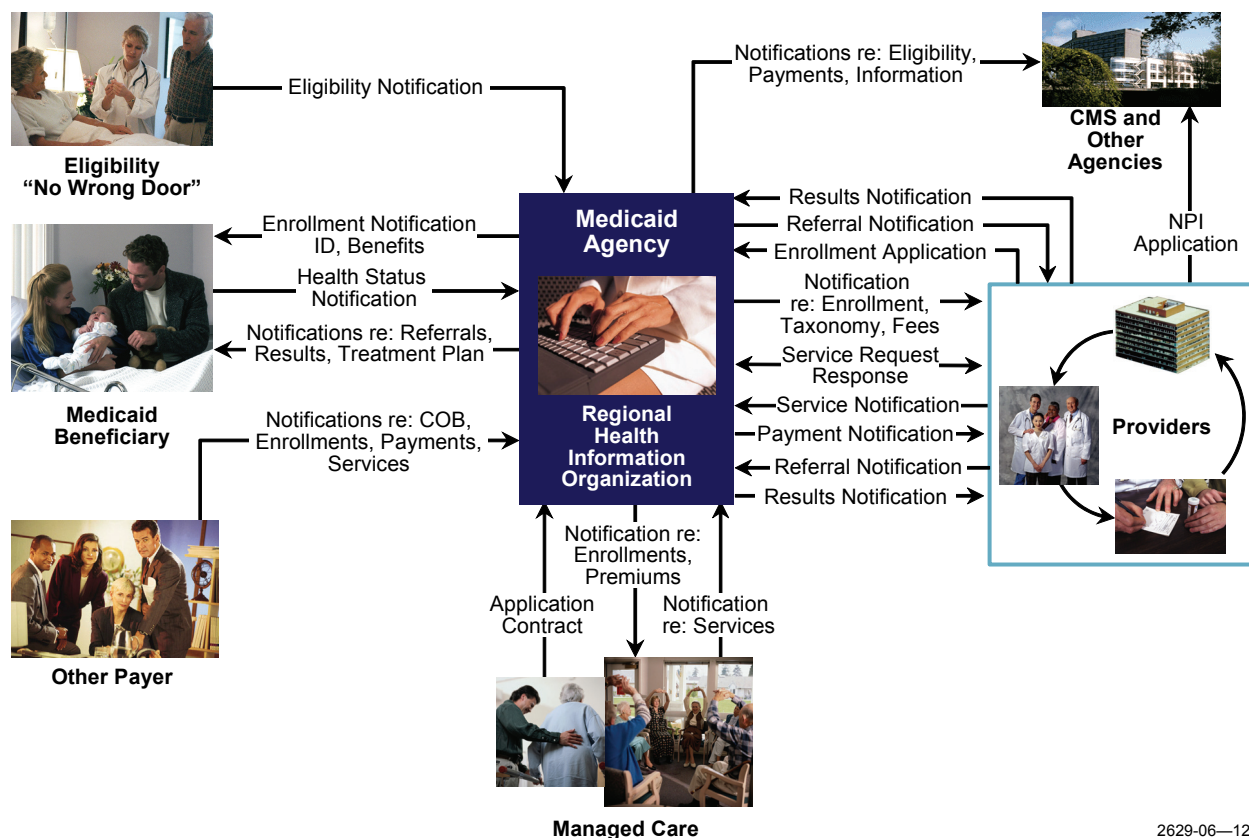 Eligibility Notification
Notifications re: Eligibility,
Payments, Information
Eligibility
“No Wrong Door”
CMS and
Other
Agencies
Enrollment Notification
ID, Benefits
Health Status
Notification
Notifications re: Referrals,
Results, Treatment Plan
Medicaid
Beneficiary
Notifications re: COB,
Enrollments, Payments,
Services
Other Payer
Medicaid
Agency
Regional
Health
Information
Organization
Results Notification
Referral Notification
Enrollment Application
Notification
re: Enrollment,
Taxonomy, Fees
Service Request
Response
Service Notification
Payment Notification
Referral Notification
Results Notification
NPI
Application
Providers
Application
Contract
Notification re:
Enrollments,
Premiums
Notification
re: Services
Managed Care
2629-06—12